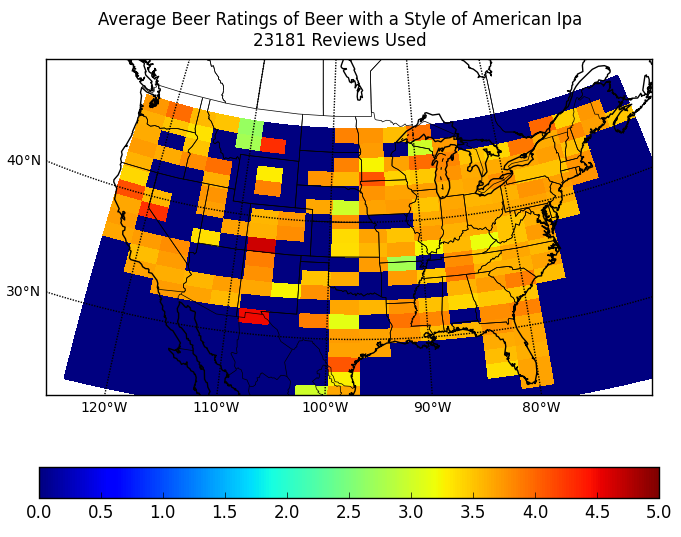 Average Beer Ratings of Beer with a Style of American Ipa
23181 Reviews Used
40°N
30°N
120°W 110°W 100°W 90°W 80°W
0.0 0.5 1.0 1.5 2.0 2.5 3.0 3.5 4.0 4.5 5.0